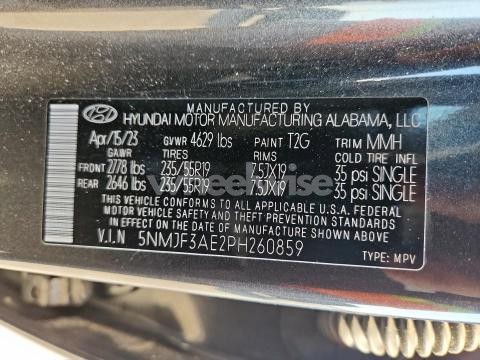 MANUFACTURED BY
HYUNDAI MOTOR MANUFACTURING ALABAMA, LLC
Apr/15/23 GVWR 4629 lbs PAINT T2G TRIM MMH
GAWR TIRES RIMS COLD TIRE INFL
FRONT 2778 lbs 235/55R19 7.5JX19 35 psi SINGLE
REAR 2646 lbs 235/55R19 7.5JX19 35 psi SINGLE
THIS VEHICLE CONFORMS TO ALL APPLICABLE U.S.A. FEDERAL
MOTOR VEHICLE SAFETY AND THEFT PREVENTION STANDARDS
IN EFFECT ON THE DATE OF MANUFACTURE SHOWN ABOVE.
V.I.N 5NMJF3AE2PH260859
TYPE: MPV